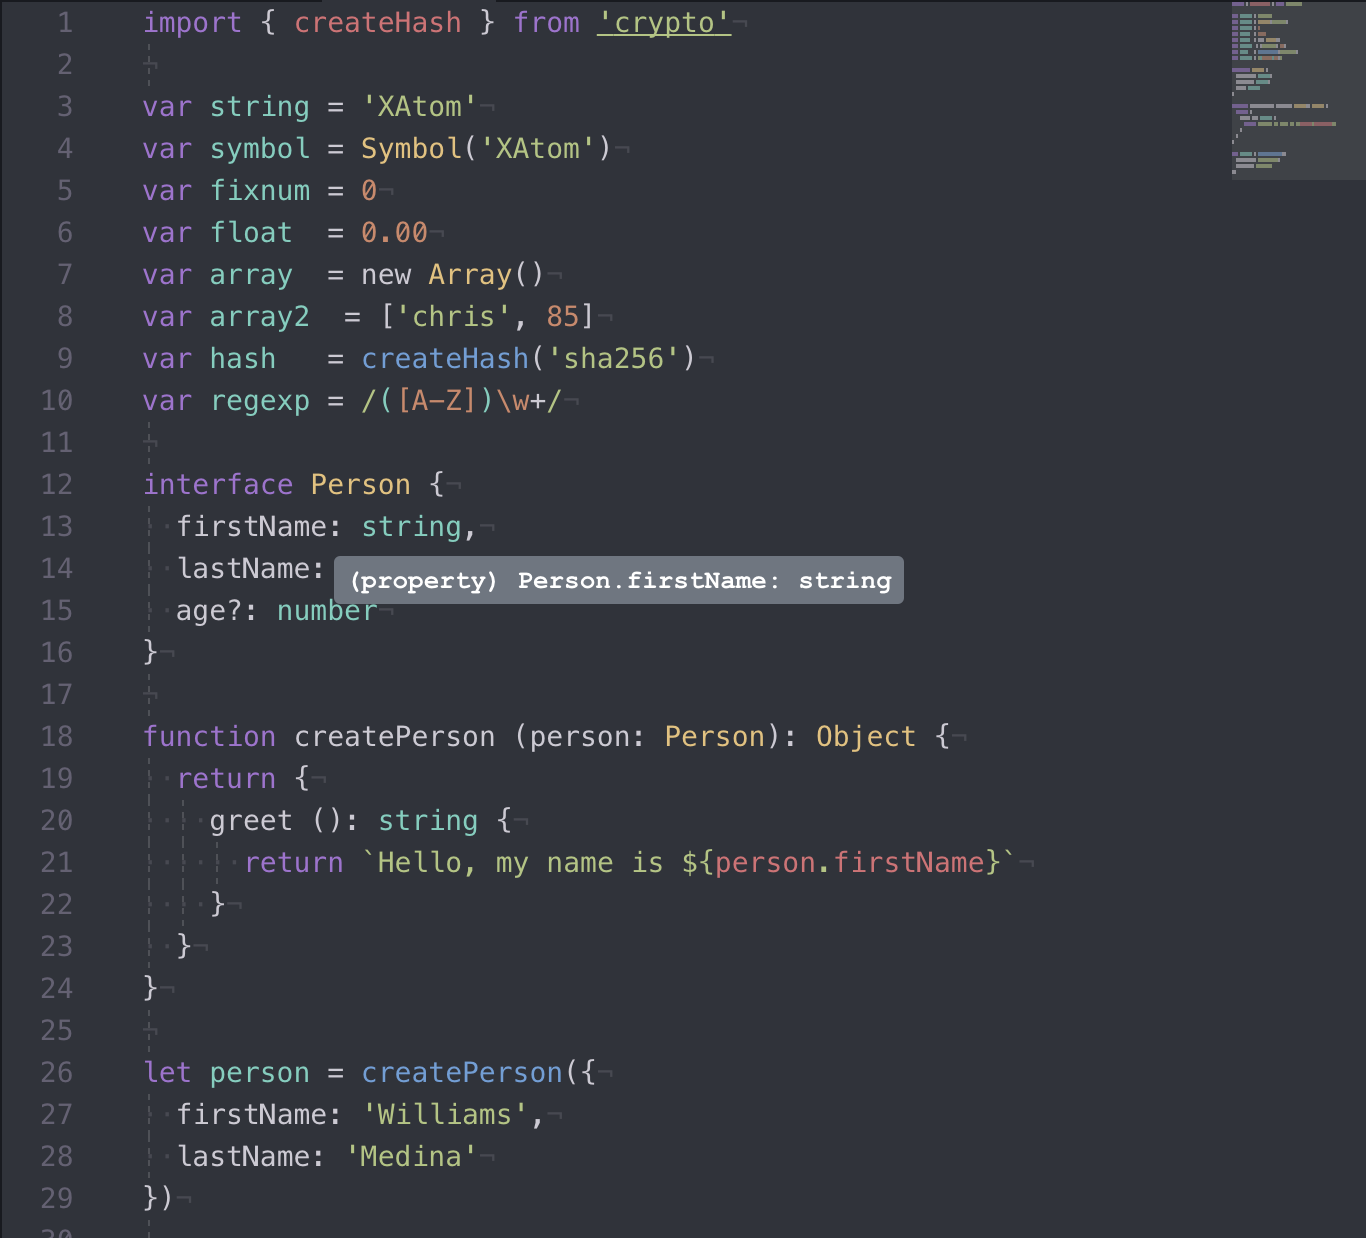 1 import { createHash } from 'crypto'¬
2 ¬
3 var string = 'XAtom'¬
4 var symbol = Symbol('XAtom')¬
5 var fixnum = 0¬
6 var float  = 0.00¬
7 var array  = new Array()¬
8 var array2  = ['chris', 85]¬
9 var hash   = createHash('sha256')¬
10 var regexp = /([A-Z])\w+/¬
11 ¬
12 interface Person {¬
13 ··firstName: string,¬
14 ··lastName:
(property) Person.firstName: string
15 ··age?: number¬
16 }¬
17 ¬
18 function createPerson (person: Person): Object {¬
19 ··return {¬
20 ····greet (): string {¬
21 ······return `Hello, my name is ${person.firstName}`¬
22 ····}¬
23 ··}¬
24 }¬
25 ¬
26 let person = createPerson({¬
27 ··firstName: 'Williams',¬
28 ··lastName: 'Medina'¬
29 })¬
30